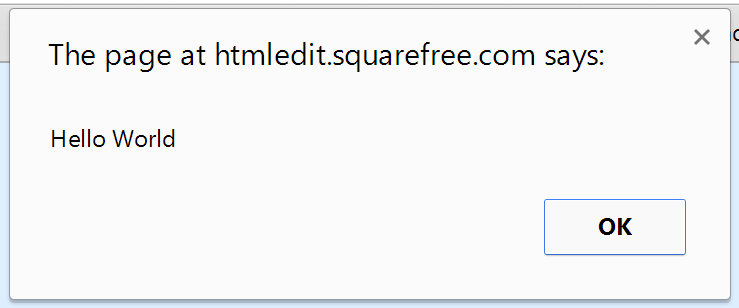 The page at htmledit.squarefree.com says:
Hello World
OK